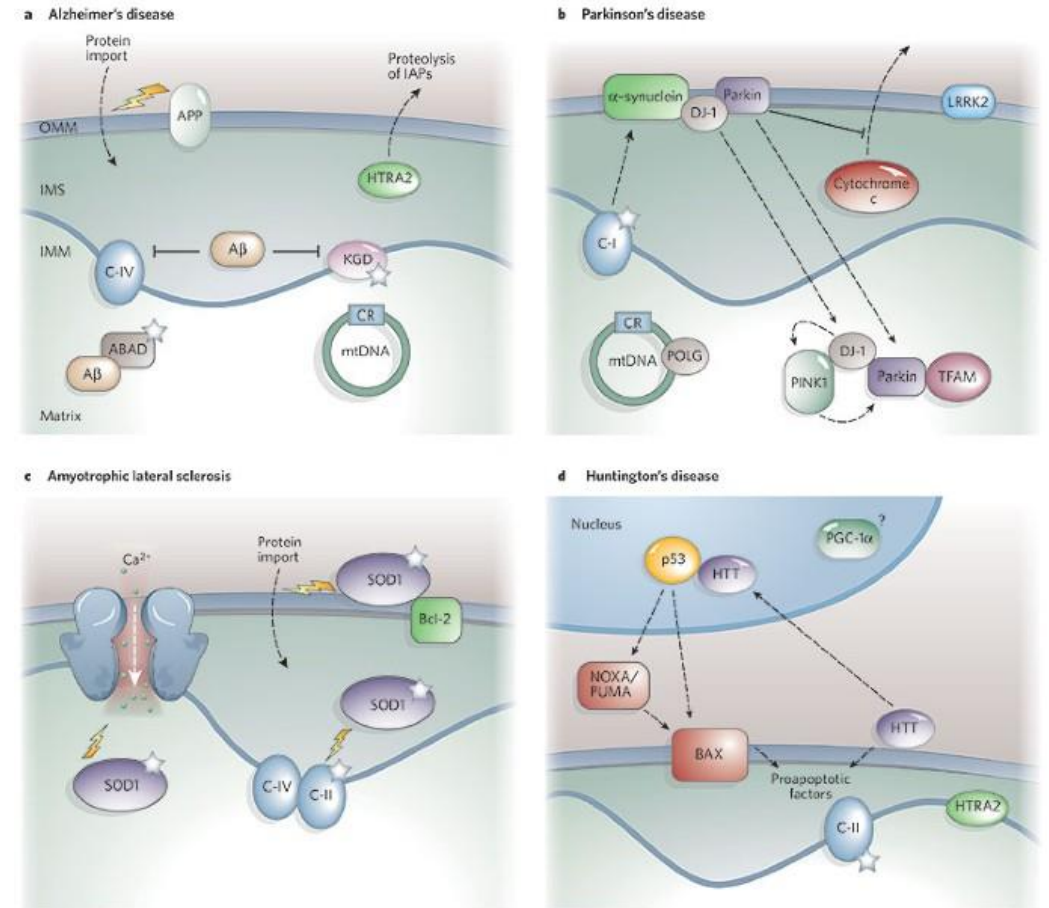 a Alzheimer's disease
Protein
import
Proteolysis
of IAPs
APP
OMM
HTRA2
IMS
IMM
Aβ
C-IV
KGD
CR
ABAD
mtDNA
Aβ
Matrix
b Parkinson's disease
α-synuclein
Parkin
DJ-1
LRRK2
Cytochrome
c
C-I
CR
mtDNA
POLG
DJ-1
PINK1
Parkin
TFAM
c Amyotrophic lateral sclerosis
Ca²⁺
Protein
import
SOD1
Bcl-2
SOD1
SOD1
C-IV
C-II
d Huntington's disease
Nucleus
PGC-1α
?
p53
HTT
NOXA/
PUMA
HTT
BAX
Proapoptotic
factors
HTRA2
C-II